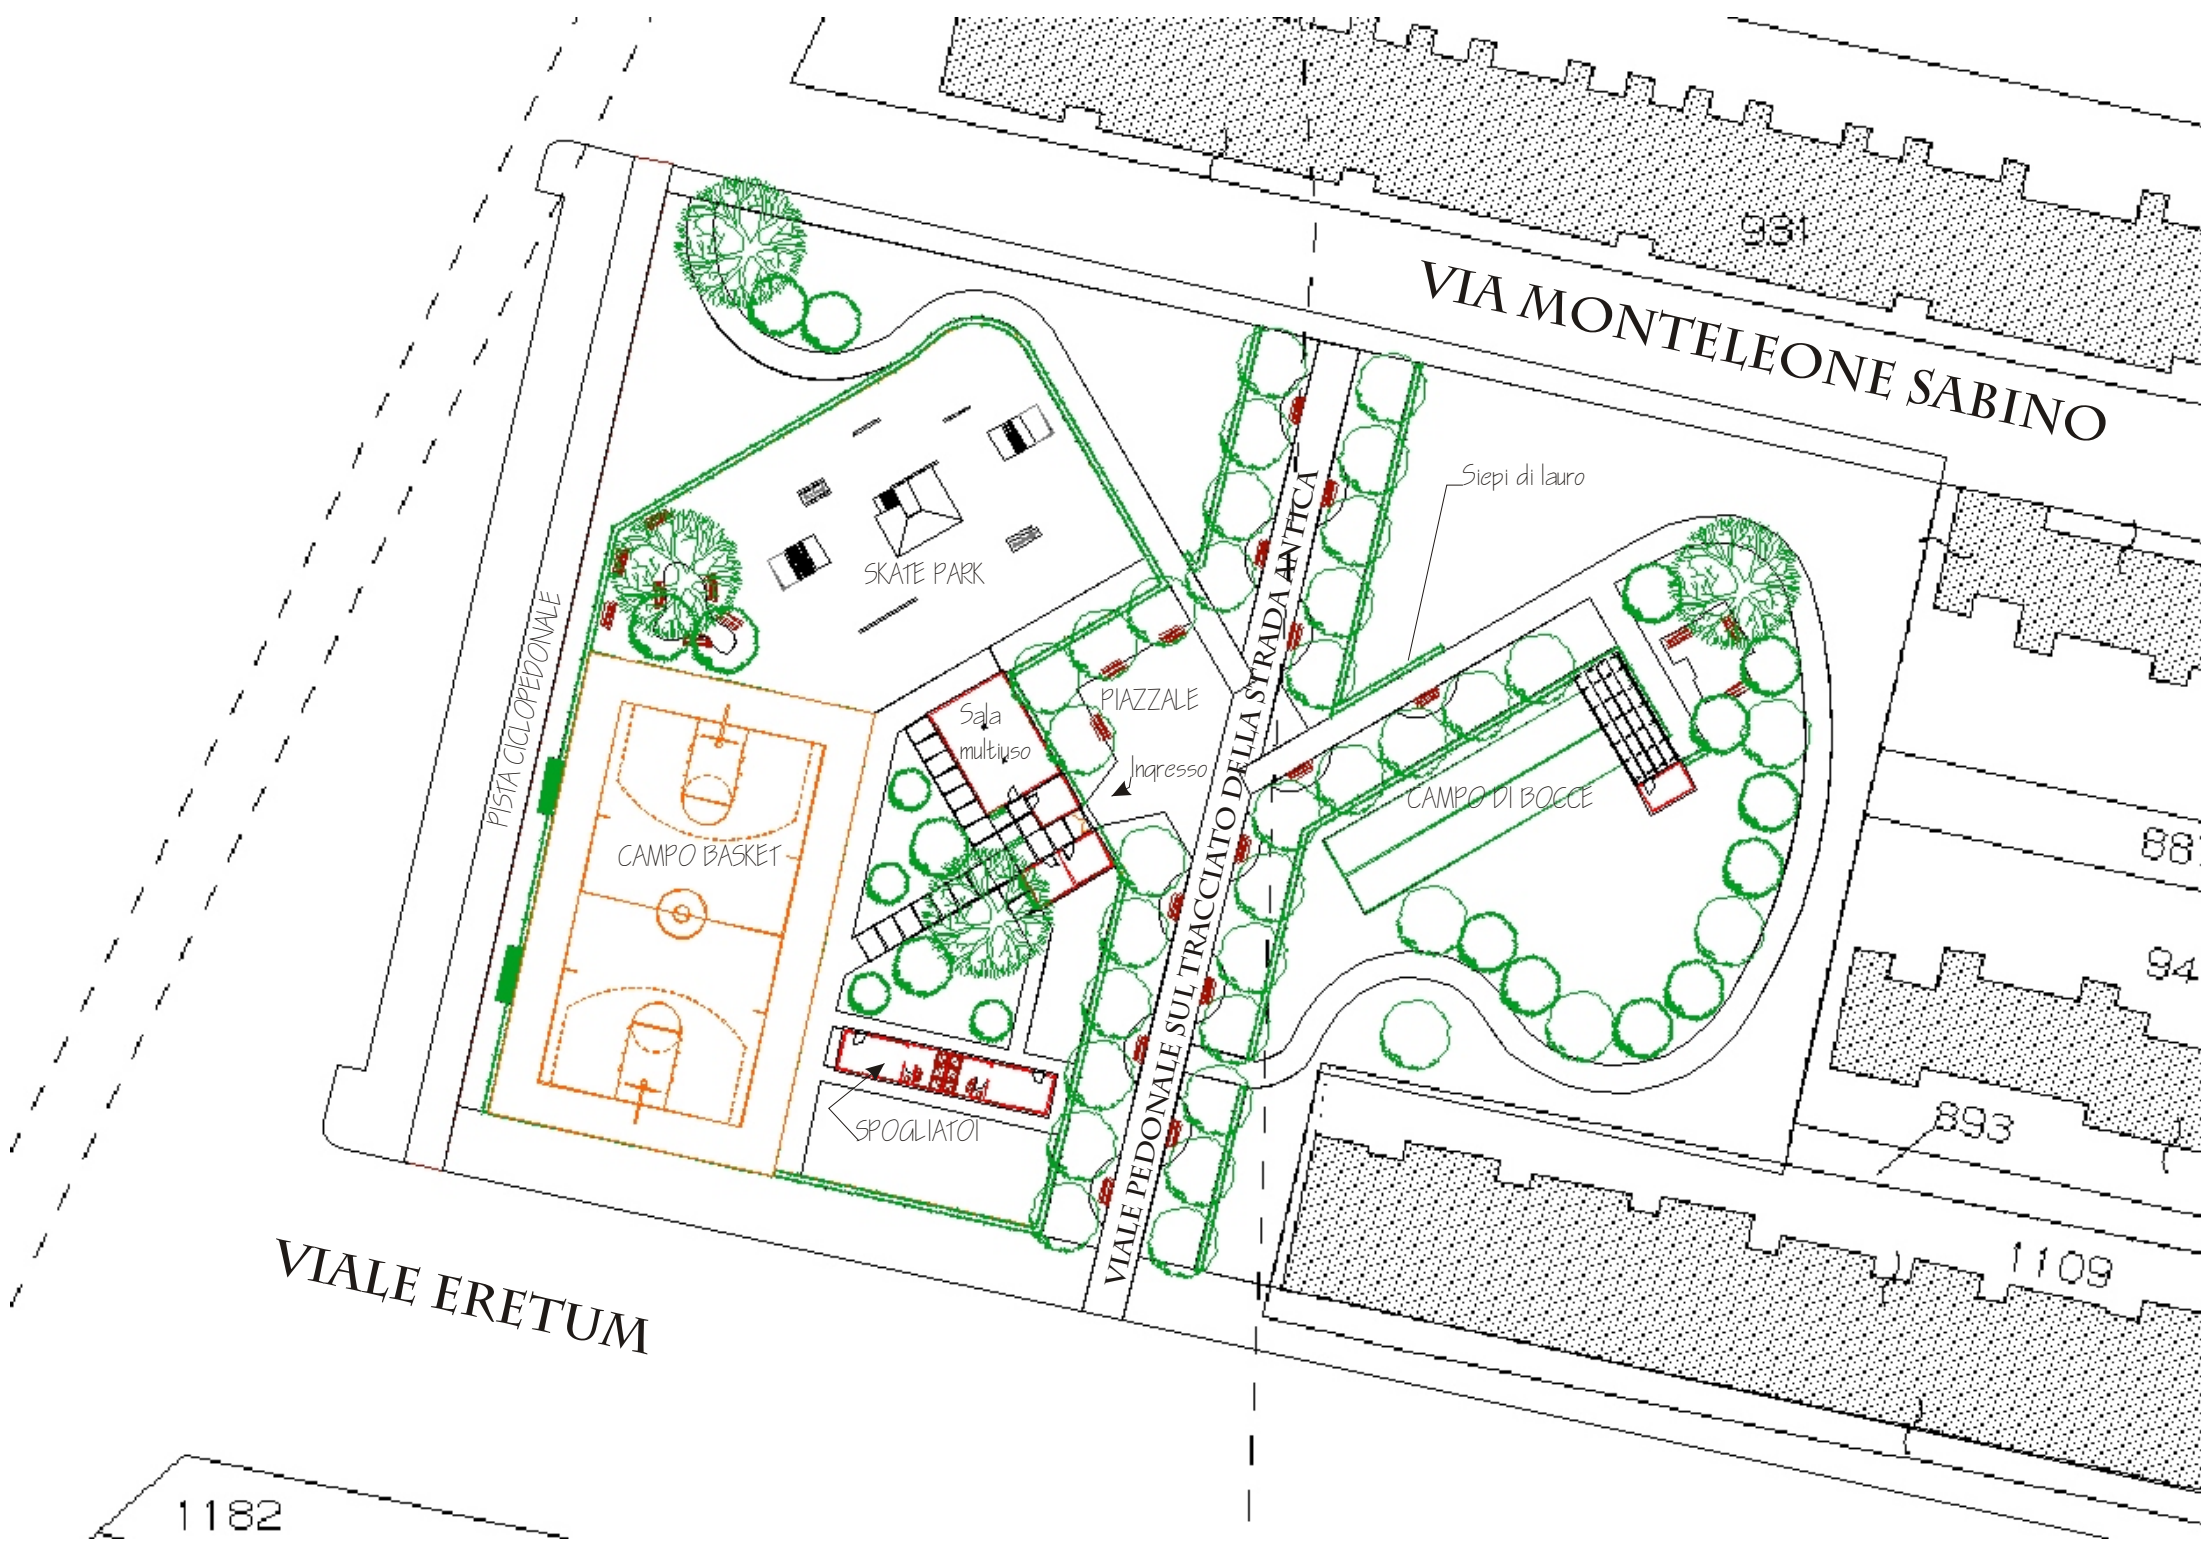 931
VIA MONTELEONE SABINO
Siepi di lauro
SKATE PARK
PISTA CICLOPEDONALE
PIAZZALE
Sala
multiuso
Ingresso
CAMPO DI BOCCE
CAMPO BASKET
VIALE PEDONALE SUL TRACCIATO DELLA STRADA ANTICA
SPOGLIATOI
94
893
1109
VIALE ERETUM
1182